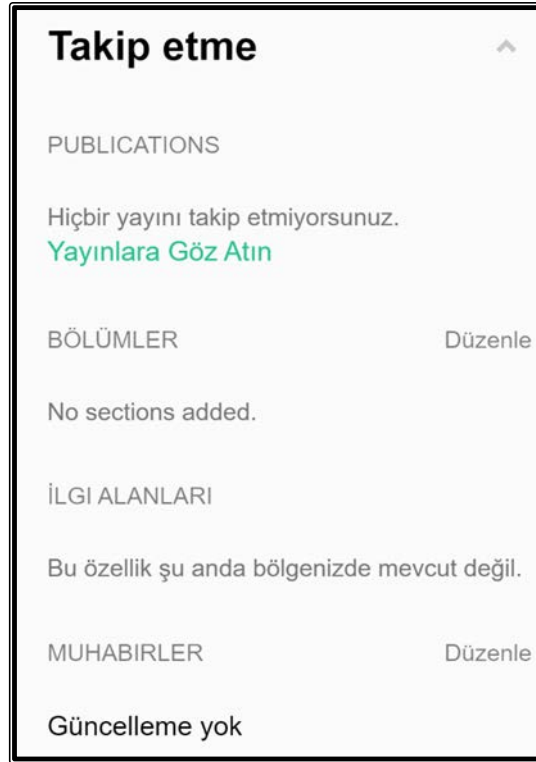 Takip etme
PUBLICATIONS
Hiçbir yayını takip etmiyorsunuz.
Yayınlara Göz Atın
BÖLÜMLER Düzenle
No sections added.
İLGI ALANLARI
Bu özellik şu anda bölgenizde mevcut değil.
MUHABIRLER Düzenle
Güncelleme yok